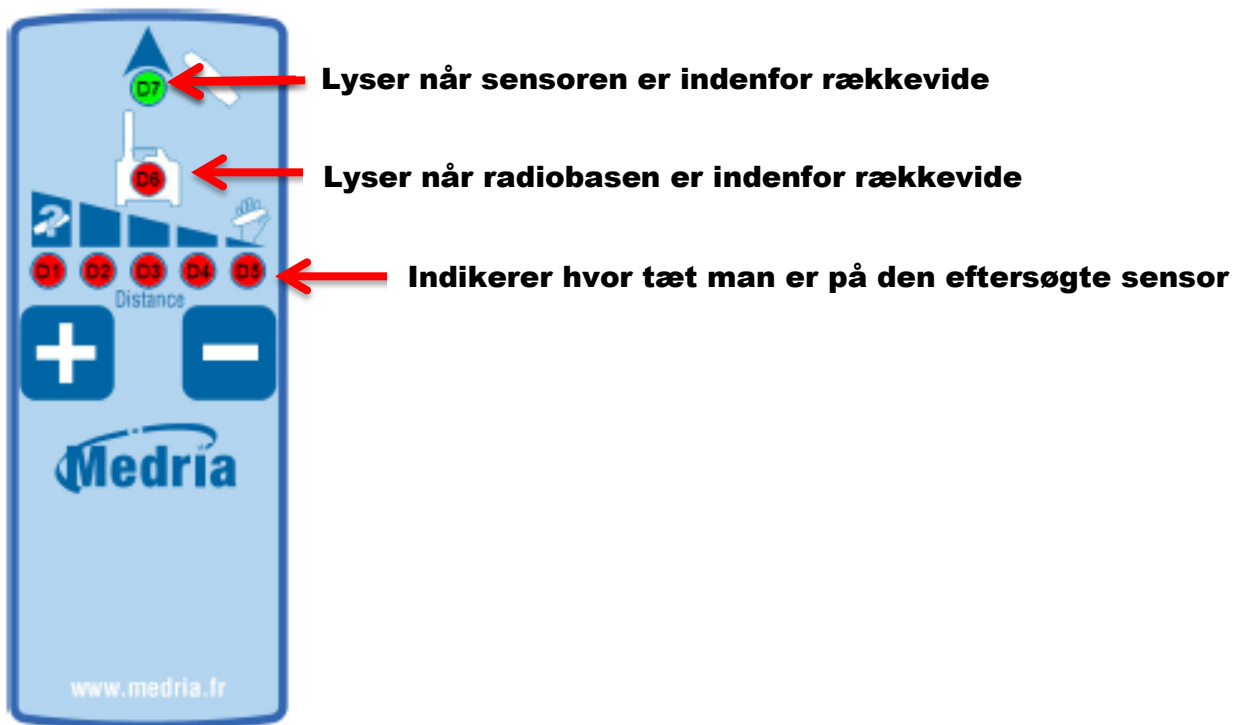 D7
Lyser når sensoren er indenfor rækkevide
D6
Lyser når radiobasen er indenfor rækkevide
?
D1 D2 D3 D4 D5
Indikerer hvor tæt man er på den eftersøgte sensor
Distance
+ −
Medria
www.medria.fr